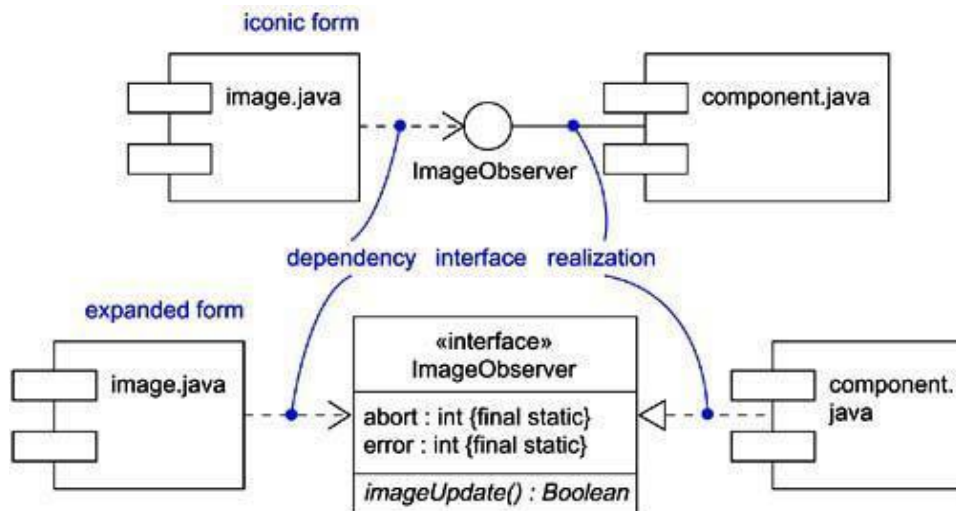 iconic form
image.java
component.java
ImageObserver
dependency interface realization
expanded form
image.java
«interface»
ImageObserver
abort : int {final static}
error : int {final static}
imageUpdate() : Boolean
component.
java